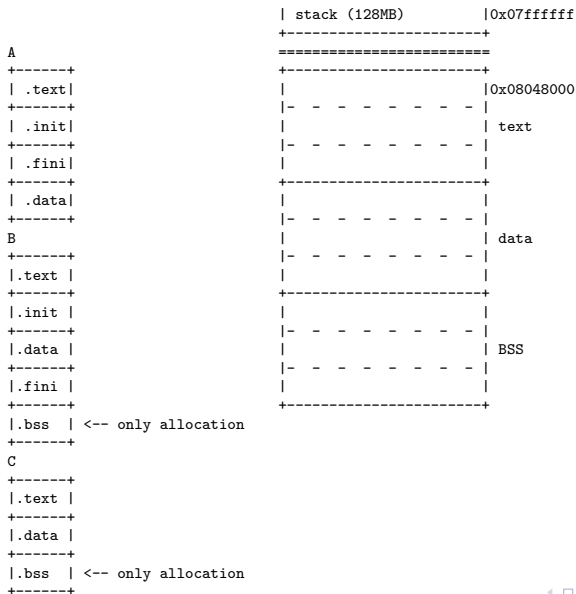 | stack (128MB)         |0x07ffffff
+-----------------------+
A                         =========================
+------+                  +-----------------------+
| .text|                  |                       |0x08048000
+------+                  |-  -  -  -  -  -  -  - |
| .init|                  |                       | text
+------+                  |-  -  -  -  -  -  -  - |
| .fini|                  |                       |
+------+                  +-----------------------+
| .data|                  |                       |
+------+                  |-  -  -  -  -  -  -  - |
B                         |                       | data
+------+                  |-  -  -  -  -  -  -  - |
|.text |                  |                       |
+------+                  +-----------------------+
|.init |                  |                       |
+------+                  |-  -  -  -  -  -  -  - |
|.data |                  |                       | BSS
+------+                  |-  -  -  -  -  -  -  - |
|.fini |                  |                       |
+------+                  +-----------------------+
|.bss  | <-- only allocation
+------+
C
+------+
|.text |
+------+
|.data |
+------+
|.bss  | <-- only allocation
+------+